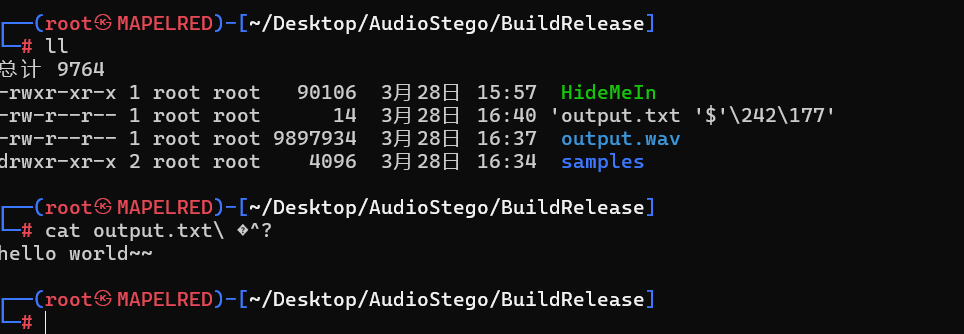 ┌──(root㉿MAPELRED)-[~/Desktop/AudioStego/BuildRelease]
└─# ll
总计 9764
-rwxr-xr-x 1 root root   90106  3月28日 15:57  HideMeIn
-rw-r--r-- 1 root root      14  3月28日 16:40 'output.txt '$'\242\177'
-rw-r--r-- 1 root root 9897934  3月28日 16:37  output.wav
drwxr-xr-x 2 root root    4096  3月28日 16:34  samples
┌──(root㉿MAPELRED)-[~/Desktop/AudioStego/BuildRelease]
└─# cat output.txt\ �^?
hello world~~
┌──(root㉿MAPELRED)-[~/Desktop/AudioStego/BuildRelease]
└─#